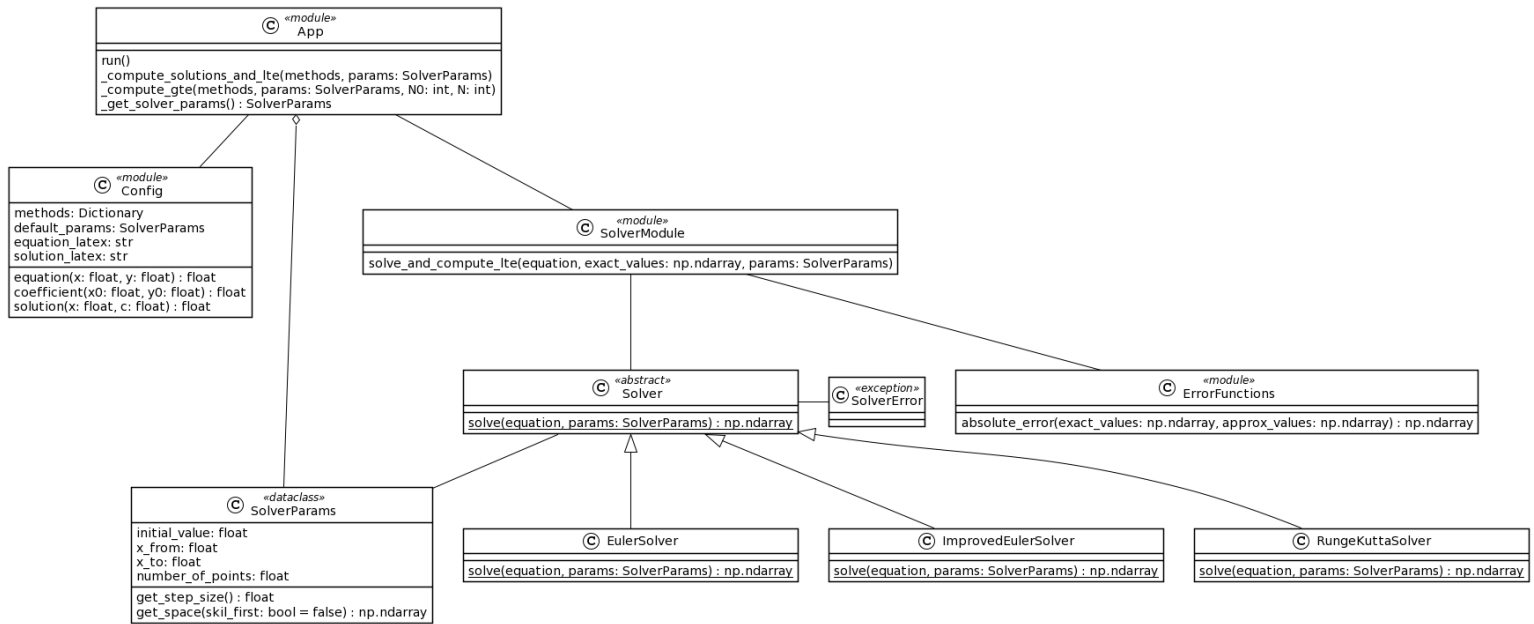 C «module»
App
run()
_compute_solutions_and_lte(methods, params: SolverParams)
_compute_gte(methods, params: SolverParams, N0: int, N: int)
_get_solver_params() : SolverParams
C «module»
Config
methods: Dictionary
default_params: SolverParams
equation_latex: str
solution_latex: str
equation(x: float, y: float) : float
coefficient(x0: float, y0: float) : float
solution(x: float, c: float) : float
C «module»
SolverModule
solve_and_compute_lte(equation, exact_values: np.ndarray, params: SolverParams)
C «abstract»
Solver
solve(equation, params: SolverParams) : np.ndarray
C «exception»
SolverError
C «module»
ErrorFunctions
absolute_error(exact_values: np.ndarray, approx_values: np.ndarray) : np.ndarray
C «dataclass»
SolverParams
initial_value: float
x_from: float
x_to: float
number_of_points: float
get_step_size() : float
get_space(skil_first: bool = false) : np.ndarray
C EulerSolver
solve(equation, params: SolverParams) : np.ndarray
C ImprovedEulerSolver
solve(equation, params: SolverParams) : np.ndarray
C RungeKuttaSolver
solve(equation, params: SolverParams) : np.ndarray